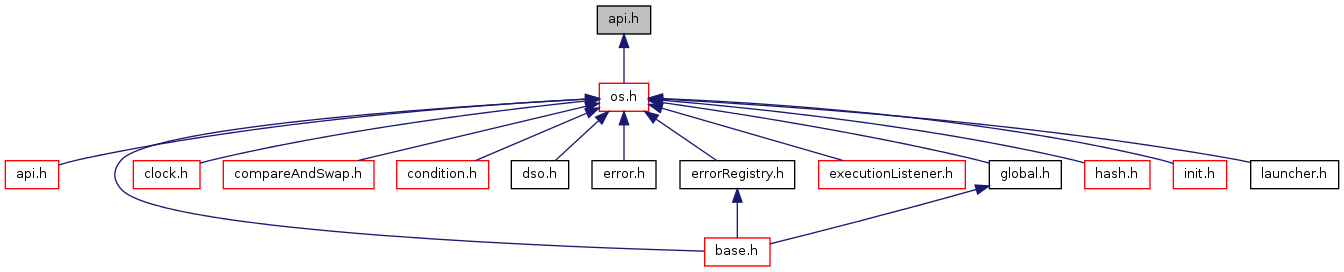 api.h
os.h
api.h
clock.h
compareAndSwap.h
condition.h
dso.h
error.h
errorRegistry.h
executionListener.h
global.h
hash.h
init.h
launcher.h
base.h